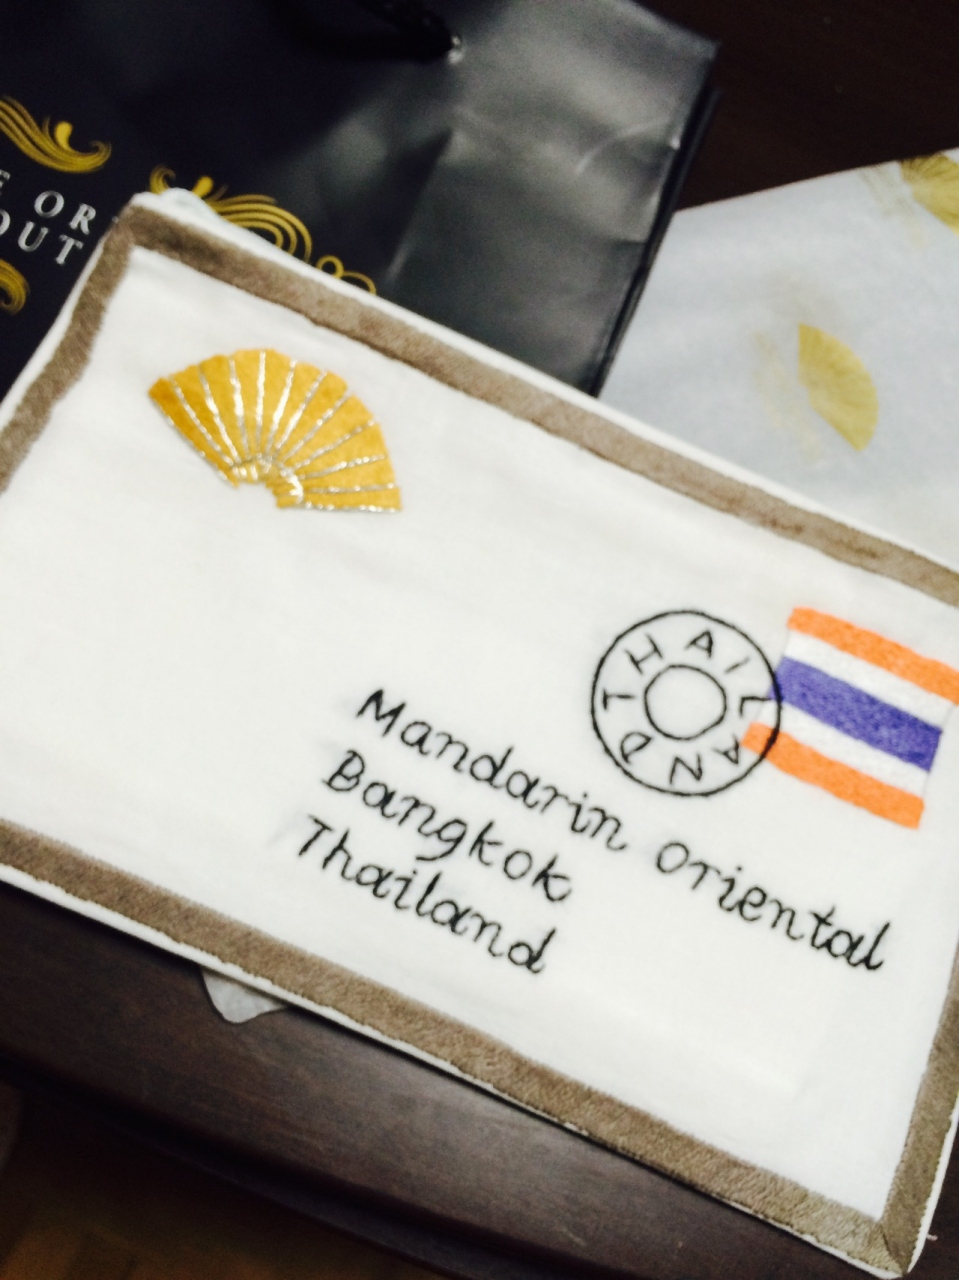 THAILAND
Mandarin Oriental
Bangkok
Thailand